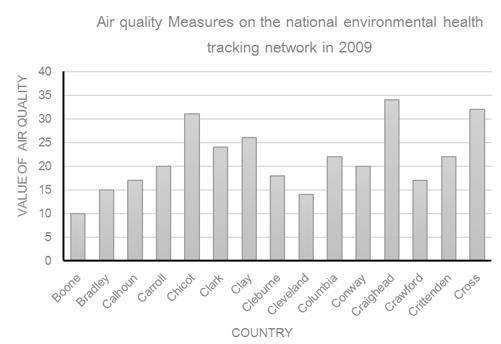 Air quality Measures on the national environmental health
tracking network in 2009
VALUE OF AIR QUALITY
40
35
30
25
20
15
10
5
0
Boone
Bradley
Calhoun
Carroll
Chicot
Clark
Clay
Cleburne
Cleveland
Columbia
Conway
Craighead
Crawford
Crittenden
Cross
COUNTRY